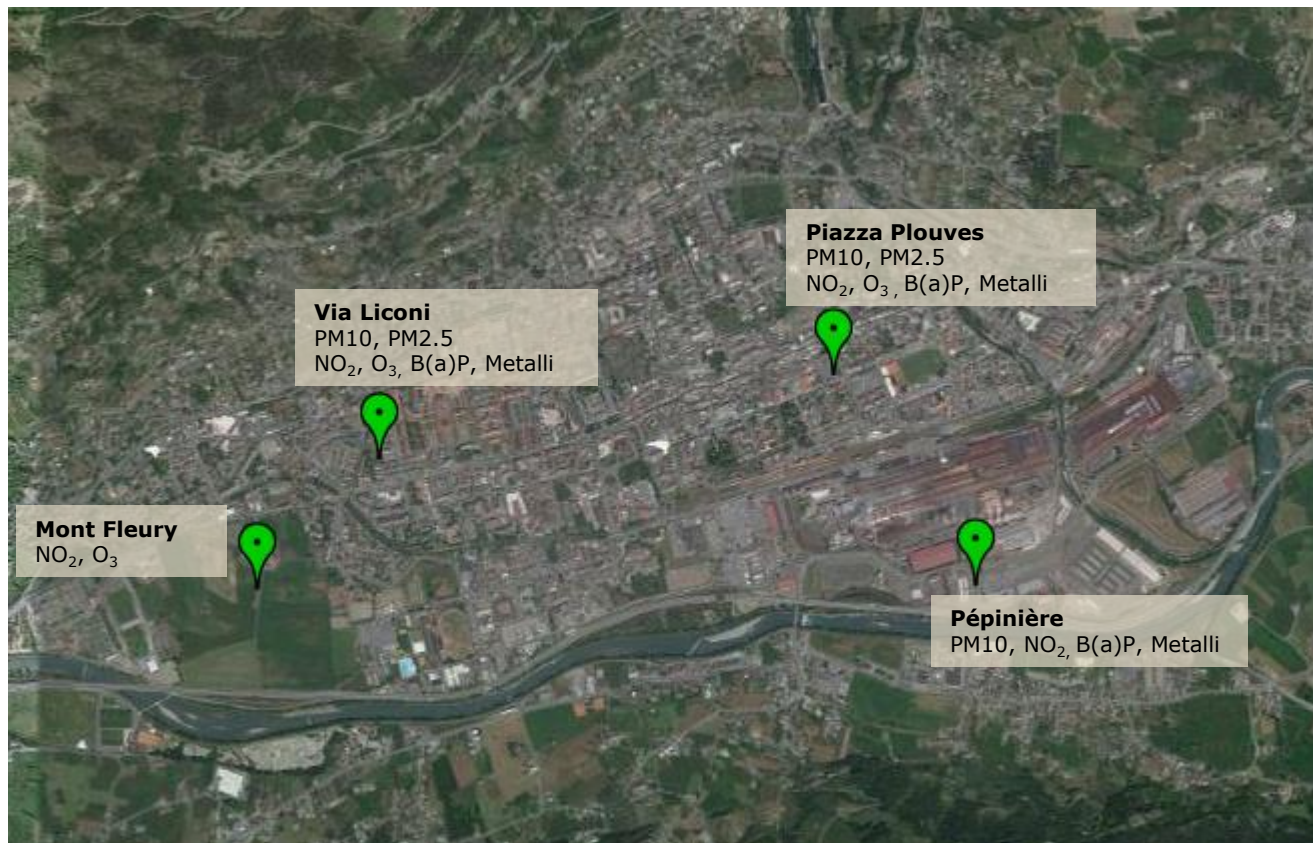 Piazza Plouves
PM10, PM2.5
NO₂, O₃ , B(a)P, Metalli
Via Liconi
PM10, PM2.5
NO₂, O₃, B(a)P, Metalli
Mont Fleury
NO₂, O₃
Pépinière
PM10, NO₂, B(a)P, Metalli